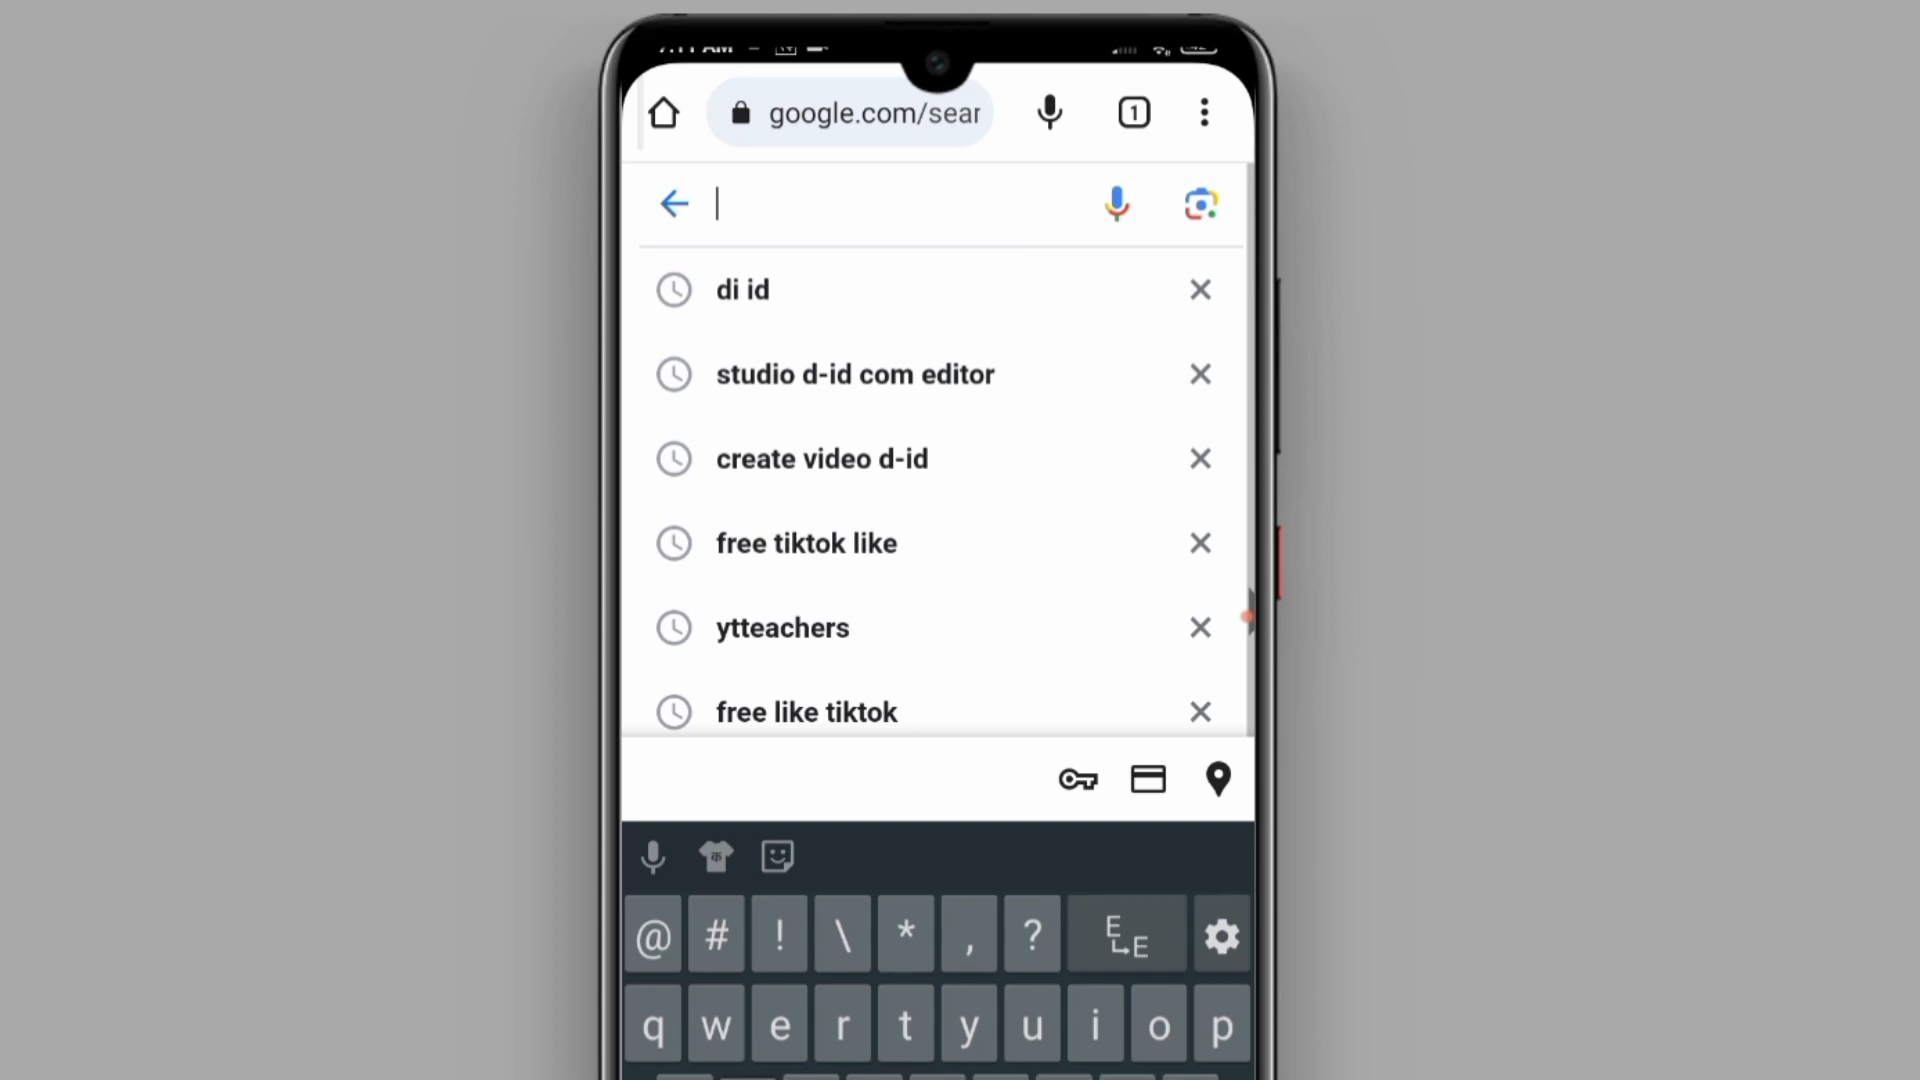 google.com/sear
1
di id
studio d-id com editor
create video d-id
free tiktok like
ytteachers
free like tiktok
क
@ # ! \ * , ? E E
q w e r t y u i o p